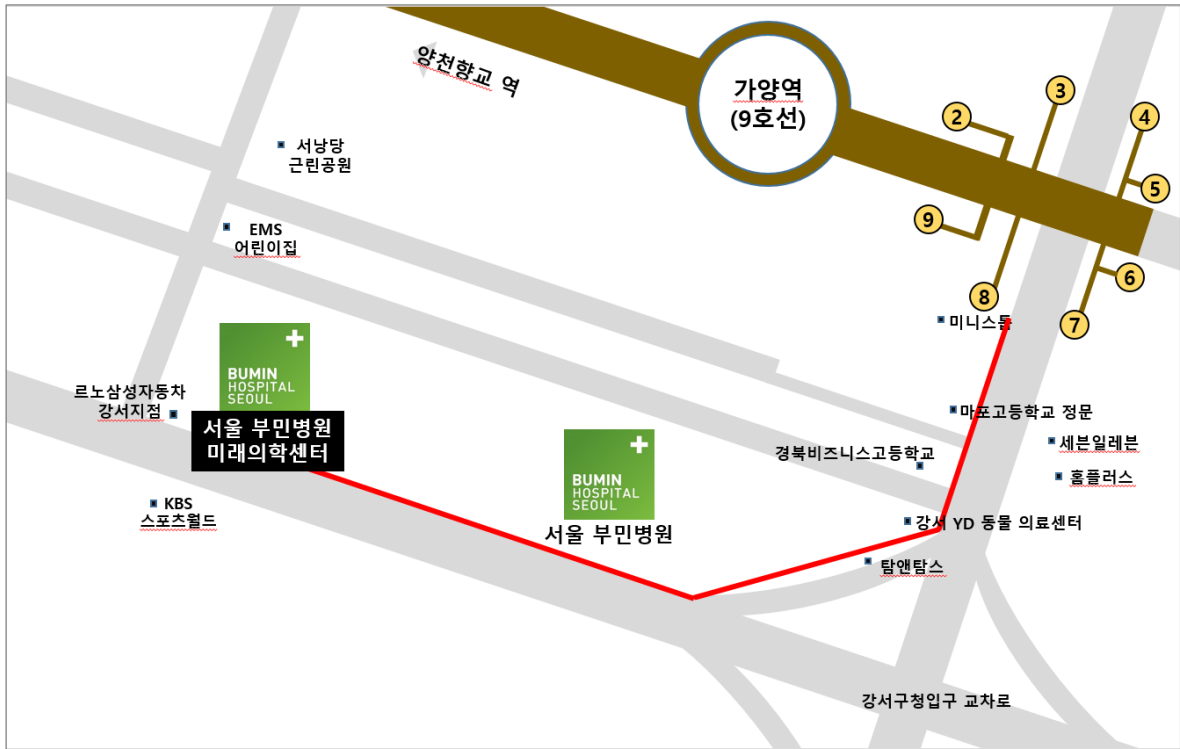 양천향교 역
가양역
(9호선)
2
3
4
5
6
7
8
9
서낭당
근린공원
EMS
어린이집
미니스톱
BUMIN
HOSPITAL
SEOUL
서울 부민병원
미래의학센터
르노삼성자동차
강서지점
KBS
스포츠월드
BUMIN
HOSPITAL
SEOUL
서울 부민병원
마포고등학교 정문
경북비즈니스고등학교
세븐일레븐
홈플러스
강서 YD 동물 의료센터
탐앤탐스
강서구청입구 교차로